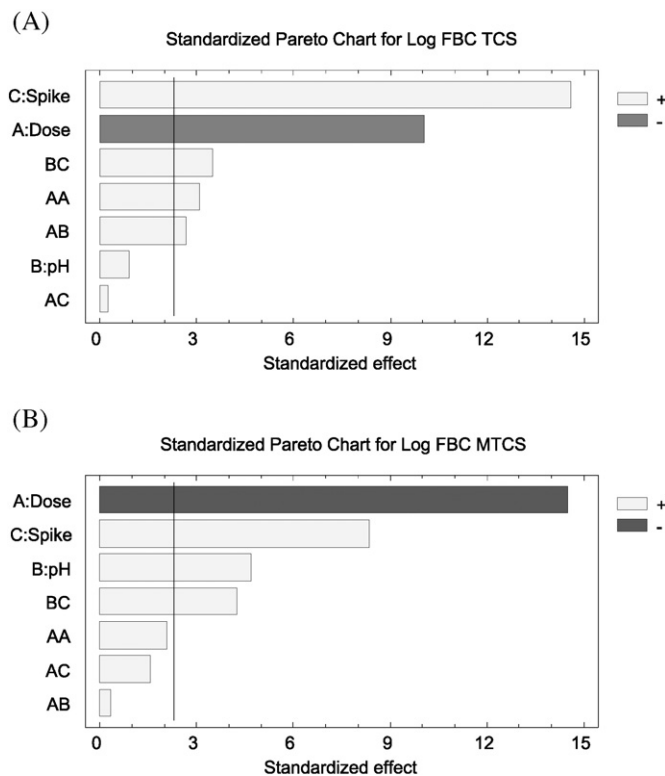 (A)
Standardized Pareto Chart for Log FBC TCS
C:Spike
A:Dose
BC
AA
AB
B:pH
AC
+
-
0 3 6 9 12 15
Standardized effect
(B)
Standardized Pareto Chart for Log FBC MTCS
A:Dose
C:Spike
B:pH
BC
AA
AC
AB
+
-
0 3 6 9 12 15
Standardized effect